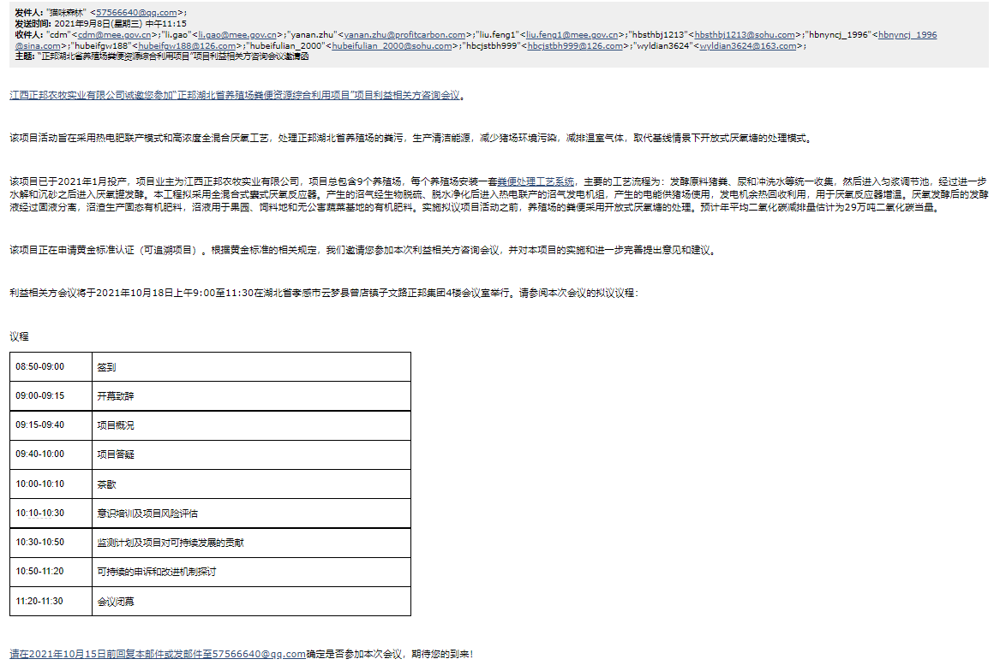 发件人: "猫咪森林" <57566640@qq.com>;
发送时间: 2021年9月8日(星期三) 中午11:15
收件人: "cdm"<cdm@mee.gov.cn>;"li.gao"<li.gao@mee.gov.cn>;"yanan.zhu"<yanan.zhu@profitcarbon.com>;"liu.feng1"<liu.feng1@mee.gov.cn>;"hbsthbj1213"<hbsthbj1213@sohu.com>;"hbnyncj_1996"<hbnyncj_1996
@sina.com>;"hubeifgw188"<hubeifgw188@126.com>;"hubeifulian_2000"<hubeifulian_2000@sohu.com>;"hbcjstbh999"<hbcjstbh999@126.com>;"wyldian3624"<wyldian3624@163.com>;
主题: "正邦湖北省养殖场粪便资源综合利用项目"项目利益相关方咨询会议邀请函
江西正邦农牧实业有限公司诚邀您参加“正邦湖北省养殖场粪便资源综合利用项目”项目利益相关方咨询会议。
该项目活动旨在采用热电肥联产模式和高浓度全混合厌氧工艺，处理正邦湖北省养殖场的粪污，生产清洁能源，减少猪场环境污染，减排温室气体，取代基线情景下开放式厌氧塘的处理模式。
该项目已于2021年1月投产，项目业主为江西正邦农牧实业有限公司，项目总包含9个养殖场，每个养殖场安装一套粪便处理工艺系统，主要的工艺流程为：发酵原料猪粪、尿和冲洗水等统一收集，然后进入匀浆调节池，经过进一步
水解和沉砂之后进入厌氧罐发酵。本工程拟采用全混合式囊式厌氧反应器。产生的沼气经生物脱硫、脱水净化后进入热电联产的沼气发电机组，产生的电能供猪场使用，发电机余热回收利用，用于厌氧反应器增温。厌氧发酵后的发酵
液经过固液分离，沼渣生产固态有机肥料，沼液用于果园、饲料地和无公害蔬菜基地的有机肥料。实施拟议项目活动之前，养殖场的粪便采用开放式厌氧塘的处理。预计年平均二氧化碳减排量估计为29万吨二氧化碳当量。
该项目正在申请黄金标准认证（可追溯项目）。根据黄金标准的相关规定，我们邀请您参加本次利益相关方咨询会议，并对本项目的实施和进一步完善提出意见和建议。
利益相关方会议将于2021年10月18日上午9:00至11:30在湖北省孝感市云梦县曾店镇子文路正邦集团4楼会议室举行。请参阅本次会议的拟议议程：
议程
08:50-09:00 签到
09:00-09:15 开幕致辞
09:15-09:40 项目概况
09:40-10:00 项目答疑
10:00-10:10 茶歇
10:10-10:30 意识培训及项目风险评估
10:30-10:50 监测计划及项目对可持续发展的贡献
10:50-11:20 可持续的申诉和改进机制探讨
11:20-11:30 会议闭幕
请在2021年10月15日前回复本邮件或发邮件至57566640@qq.com确定是否参加本次会议，期待您的到来！